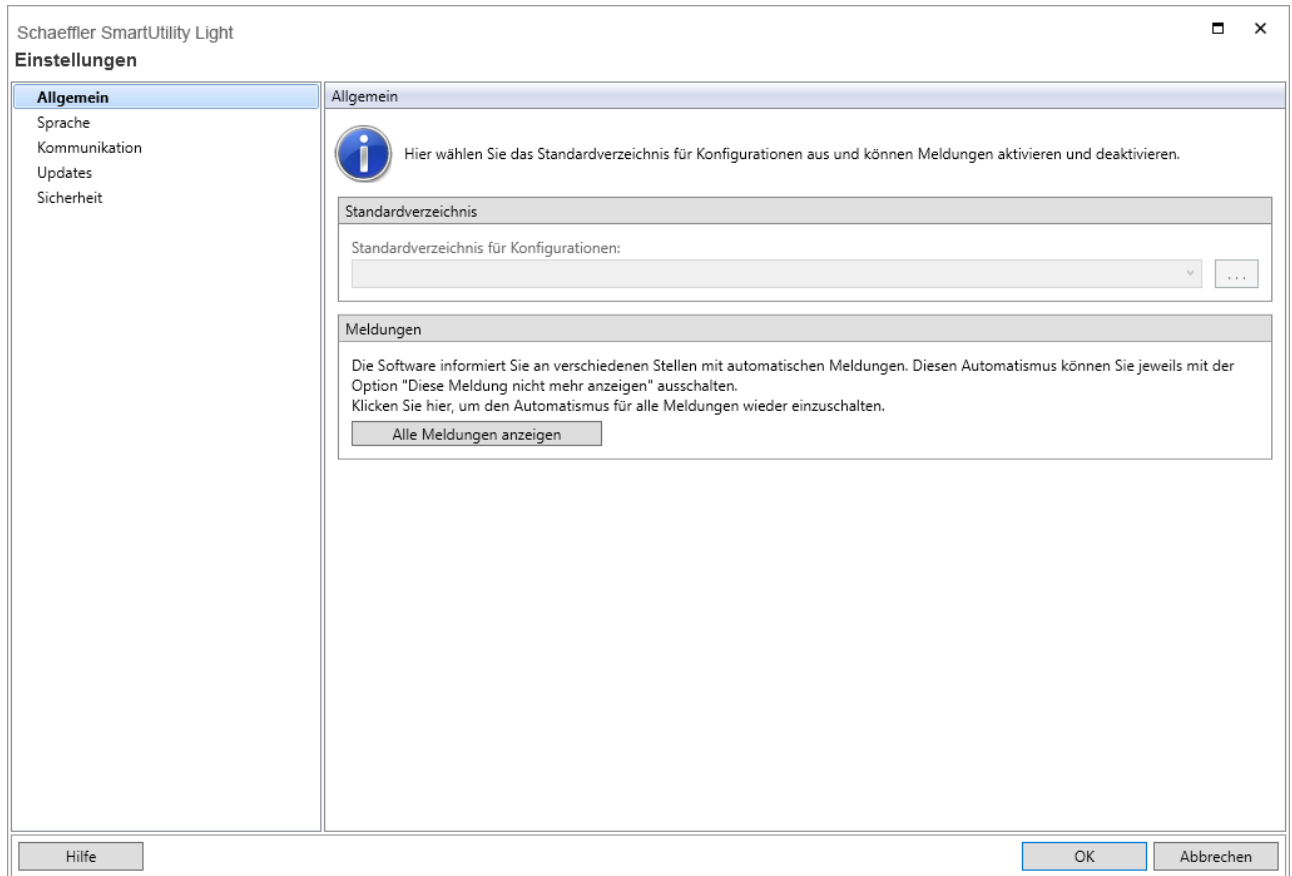 Schaeffler SmartUtility Light
Einstellungen
Allgemein
Sprache
Kommunikation
Updates
Sicherheit
Allgemein
Hier wählen Sie das Standardverzeichnis für Konfigurationen aus und können Meldungen aktivieren und deaktivieren.
Standardverzeichnis
Standardverzeichnis für Konfigurationen:
...
Meldungen
Die Software informiert Sie an verschiedenen Stellen mit automatischen Meldungen. Diesen Automatismus können Sie jeweils mit der
Option "Diese Meldung nicht mehr anzeigen" ausschalten.
Klicken Sie hier, um den Automatismus für alle Meldungen wieder einzuschalten.
Alle Meldungen anzeigen
Hilfe
OK
Abbrechen